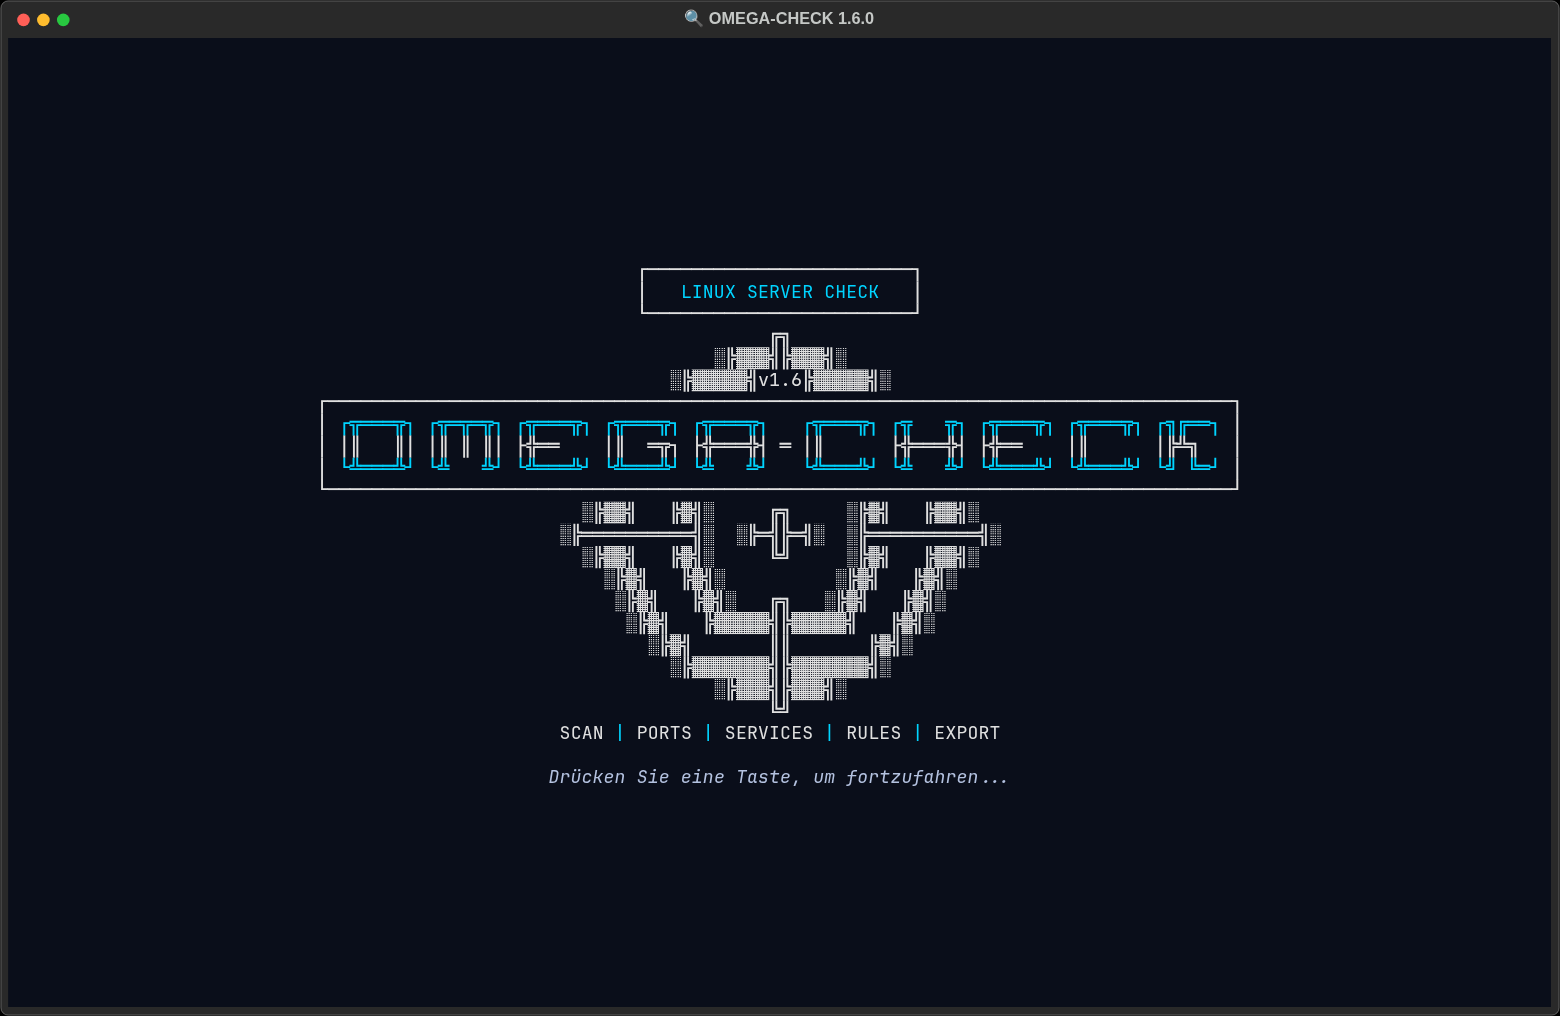 🔍 OMEGA-CHECK 1.6.0
LINUX SERVER CHECK
v1.6
OMEGA-CHECK
SCAN | PORTS | SERVICES | RULES | EXPORT
Drücken Sie eine Taste, um fortzufahren...